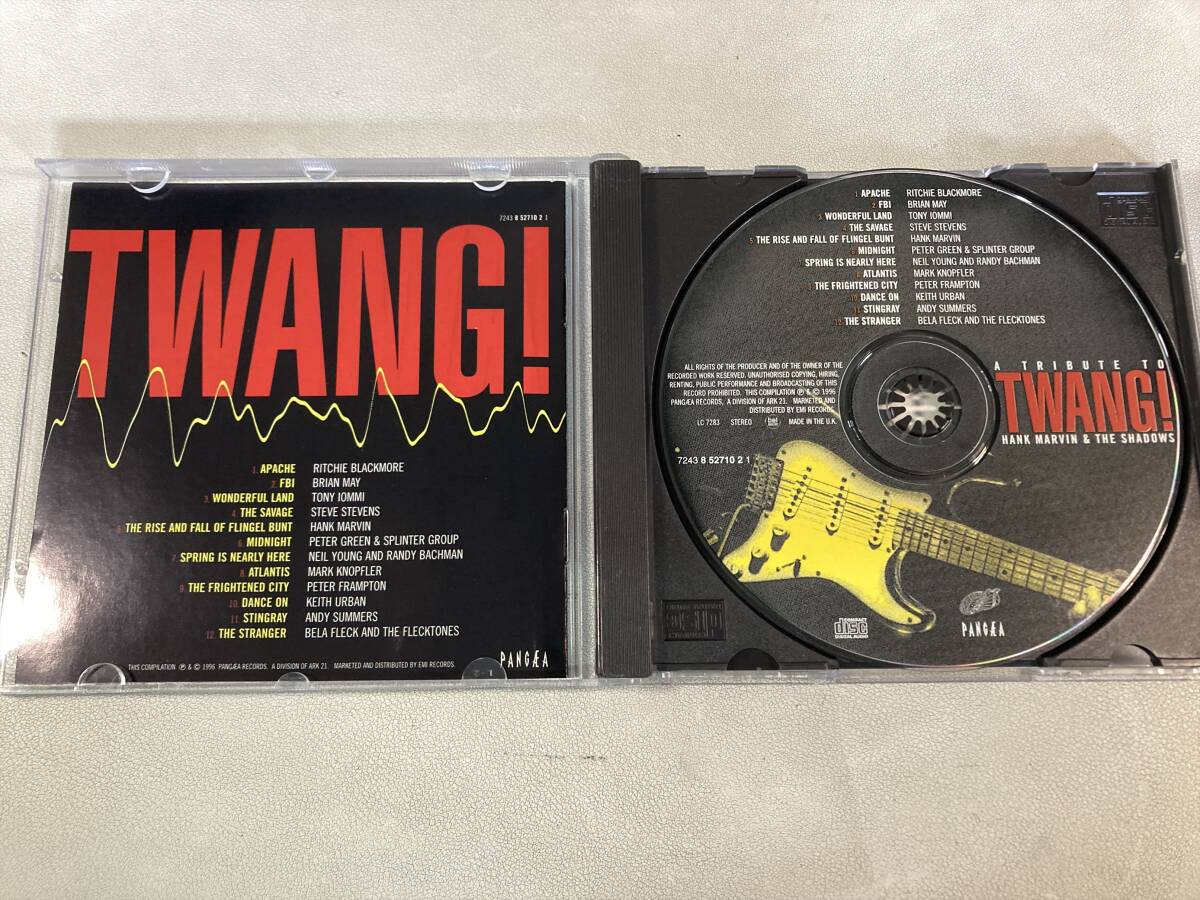 7243 8 52710 2 1
TWANG!
1. APACHE RITCHIE BLACKMORE
2. FBI BRIAN MAY
3. WONDERFUL LAND TONY IOMMI
4. THE SAVAGE STEVE STEVENS
5. THE RISE AND FALL OF FLINGEL BUNT HANK MARVIN
6. MIDNIGHT PETER GREEN & SPLINTER GROUP
7. SPRING IS NEARLY HERE NEIL YOUNG AND RANDY BACHMAN
8. ATLANTIS MARK KNOPFLER
9. THE FRIGHTENED CITY PETER FRAMPTON
10. DANCE ON KEITH URBAN
11. STINGRAY ANDY SUMMERS
12. THE STRANGER BELA FLECK AND THE FLECKTONES
THIS COMPILATION ℗ & © 1996 PANGÆA RECORDS. A DIVISION OF ARK 21. MARKETED AND DISTRIBUTED BY EMI RECORDS.
PANGÆA
1. APACHE RITCHIE BLACKMORE
2. FBI BRIAN MAY
3. WONDERFUL LAND TONY IOMMI
4. THE SAVAGE STEVE STEVENS
5. THE RISE AND FALL OF FLINGEL BUNT HANK MARVIN
MIDNIGHT PETER GREEN & SPLINTER GROUP
SPRING IS NEARLY HERE NEIL YOUNG AND RANDY BACHMAN
ATLANTIS MARK KNOPFLER
THE FRIGHTENED CITY PETER FRAMPTON
10. DANCE ON KEITH URBAN
11. STINGRAY ANDY SUMMERS
12. THE STRANGER BELA FLECK AND THE FLECKTONES
ALL RIGHTS OF THE PRODUCER AND OF THE OWNER OF THE
RECORDED WORK RESERVED. UNAUTHORISED COPYING, HIRING,
RENTING, PUBLIC PERFORMANCE AND BROADCASTING OF THIS
RECORD PROHIBITED. THIS COMPILATION ℗ & © 1996
PANGÆA RECORDS, A DIVISION OF ARK 21. MARKETED AND
DISTRIBUTED BY EMI RECORDS.
LC 7283 STEREO MADE IN THE U.K.
7243 8 52710 2 1
A TRIBUTE TO
TWANG!
HANK MARVIN & THE SHADOWS
COMPACT
disc
DIGITAL AUDIO
PANGÆA